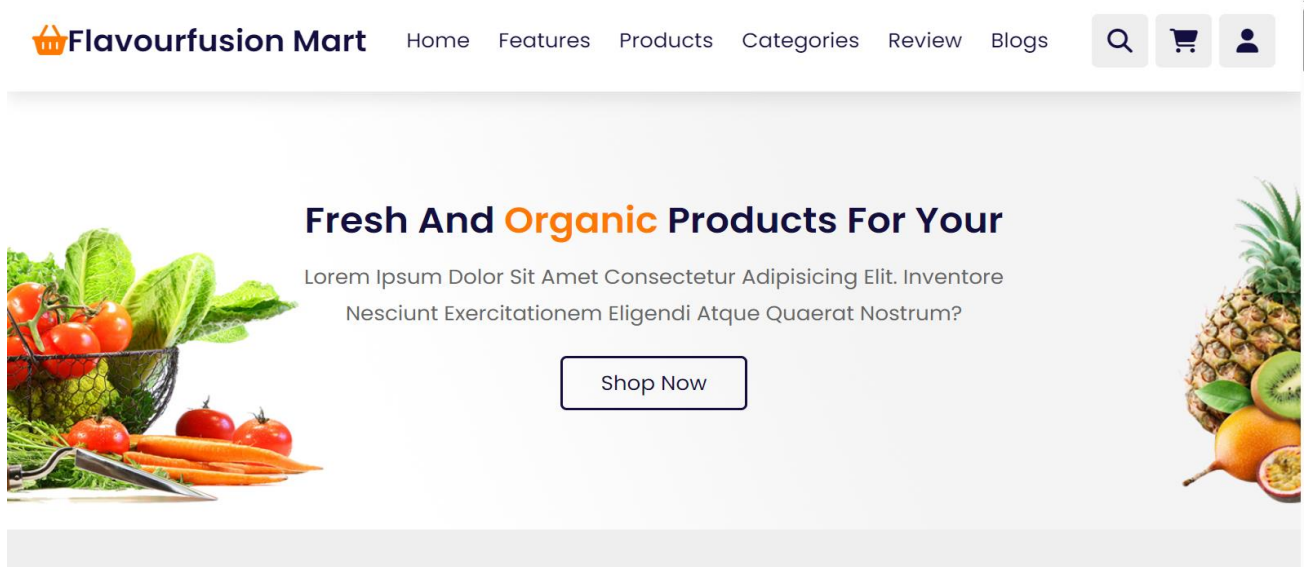 Flavourfusion Mart Home Features Products Categories Review Blogs
Fresh And Organic Products For Your
Lorem Ipsum Dolor Sit Amet Consectetur Adipisicing Elit. Inventore
Nesciunt Exercitationem Eligendi Atque Quaerat Nostrum?
Shop Now